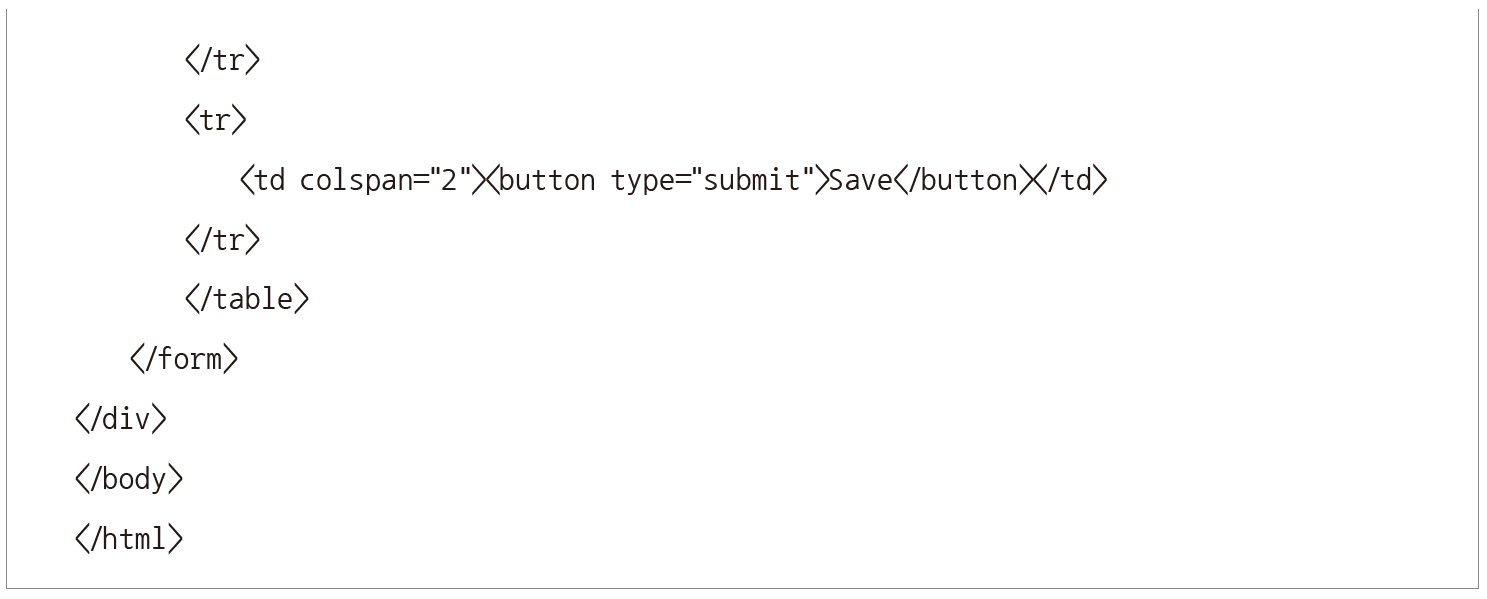 </tr>
<tr>
<td colspan="2"><button type="submit">Save</button></td>
</tr>
</table>
</form>
</div>
</body>
</html>